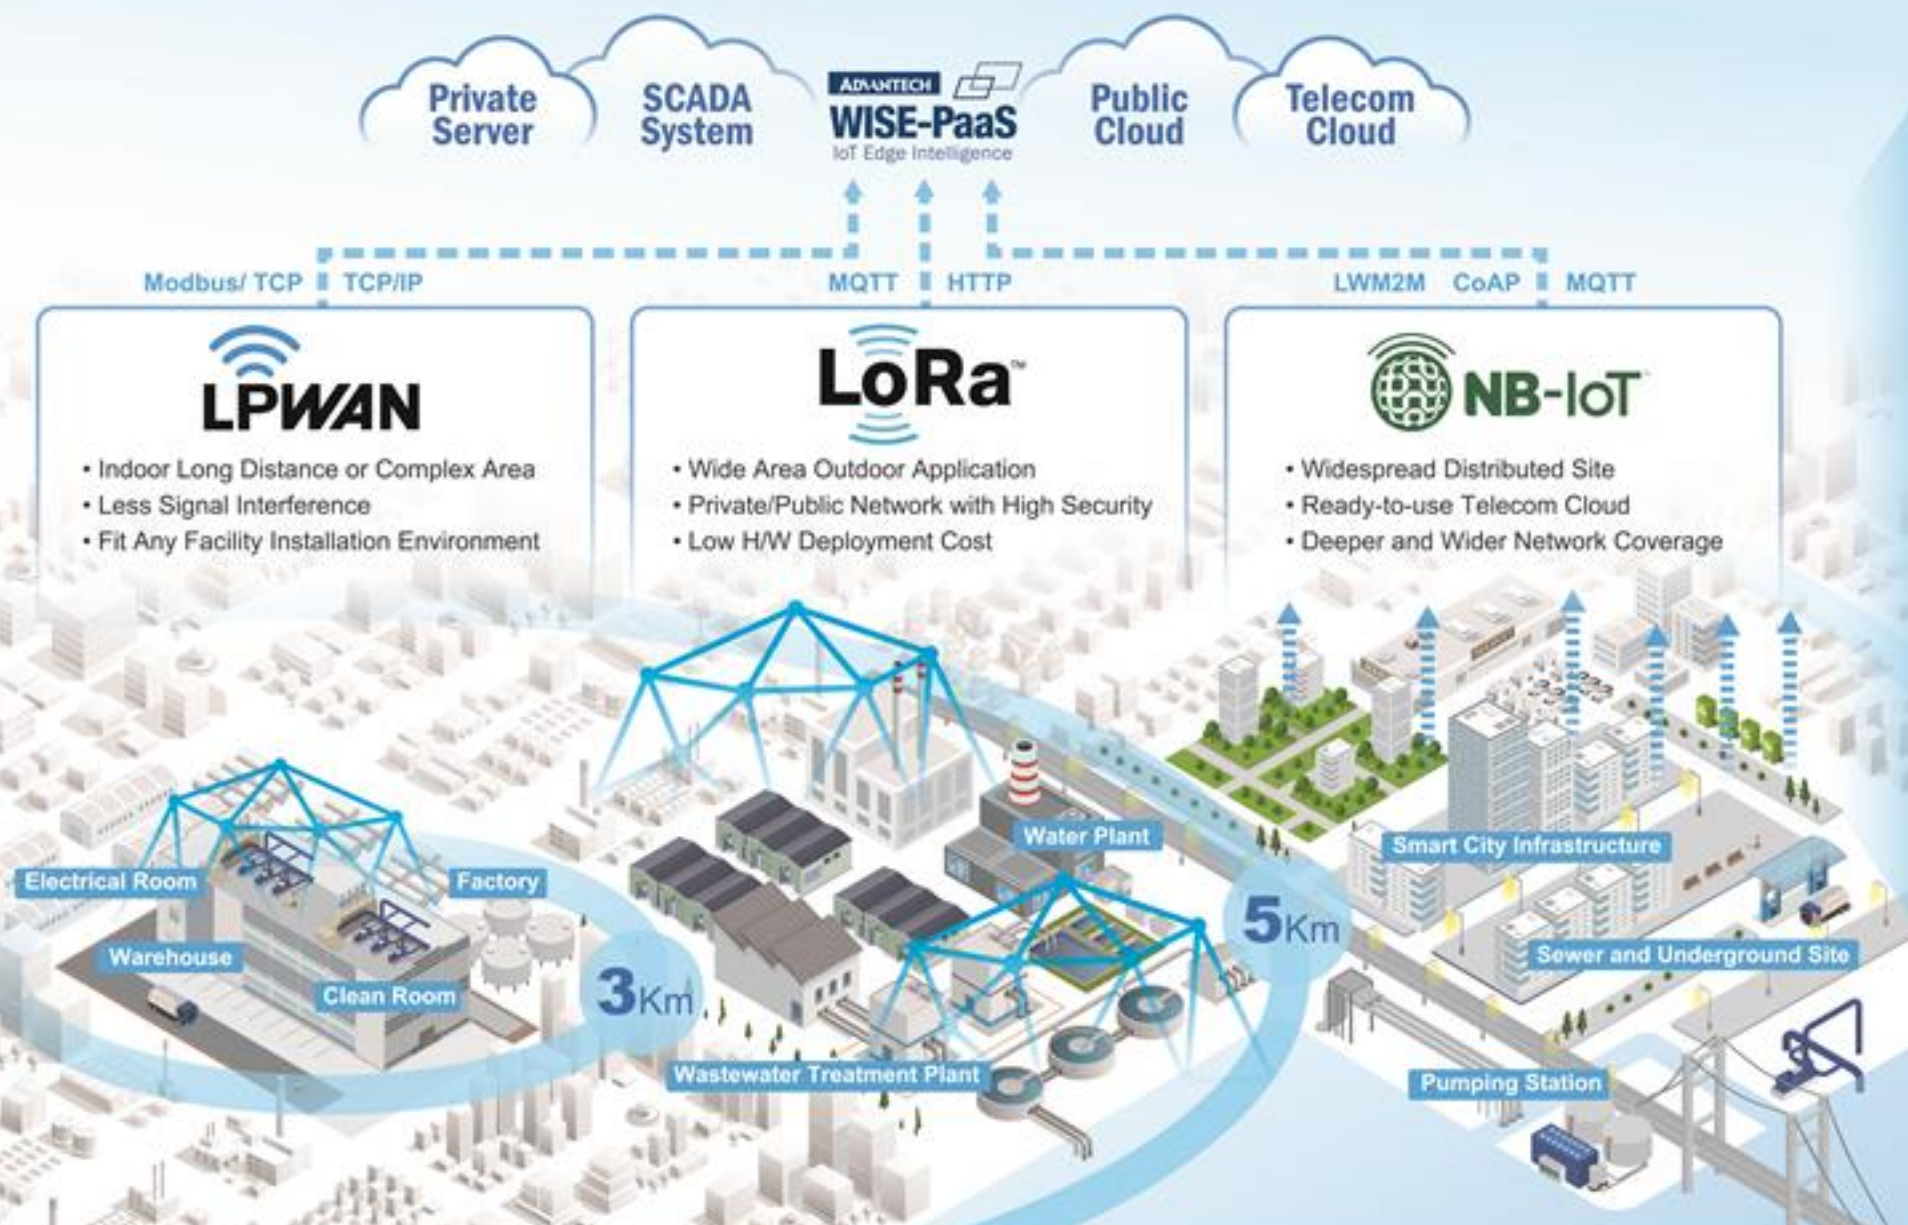 Private
Server
SCADA
System
ADVANTECH
WISE-PaaS
IoT Edge Intelligence
Public
Cloud
Telecom
Cloud
Modbus/ TCP
TCP/IP
MQTT
HTTP
LWM2M
CoAP
MQTT
LPWAN
• Indoor Long Distance or Complex Area
• Less Signal Interference
• Fit Any Facility Installation Environment
LoRa™
• Wide Area Outdoor Application
• Private/Public Network with High Security
• Low H/W Deployment Cost
NB-IoT™
• Widespread Distributed Site
• Ready-to-use Telecom Cloud
• Deeper and Wider Network Coverage
Electrical Room
Factory
Warehouse
Clean Room
3Km
Water Plant
Wastewater Treatment Plant
5Km
Smart City Infrastructure
Sewer and Underground Site
Pumping Station